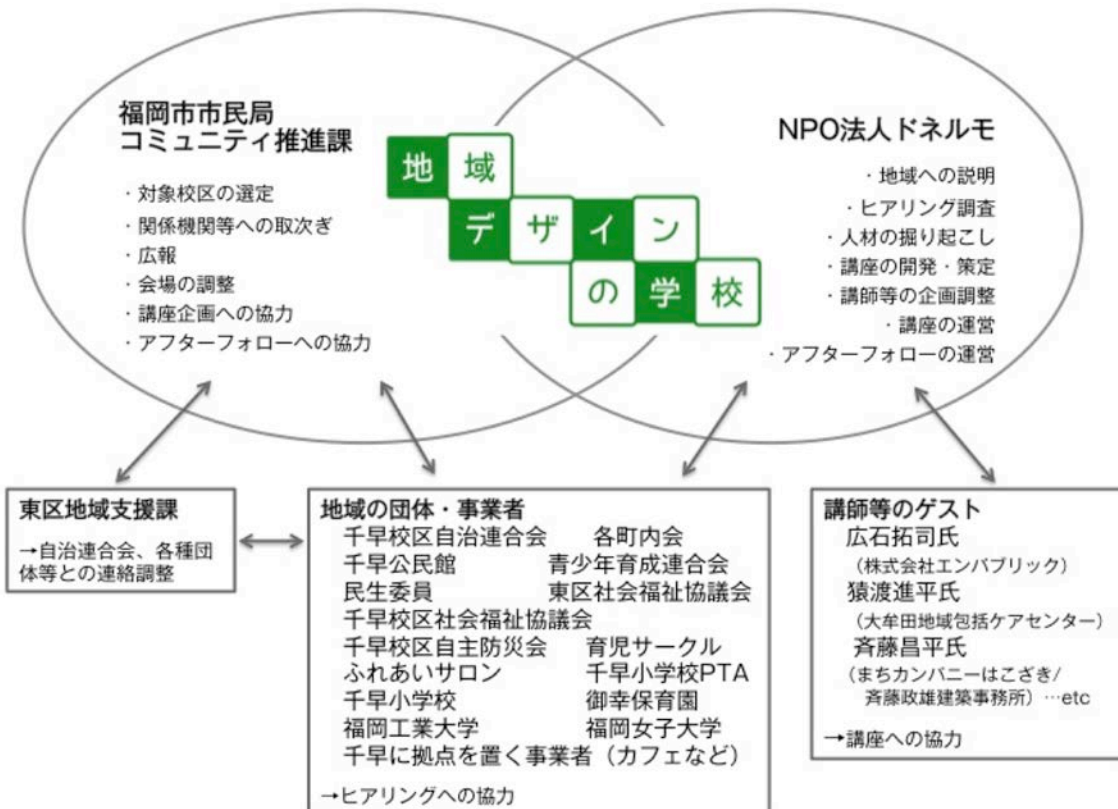 福岡市市民局
コミュニティ推進課
・対象校区の選定
・関係機関等への取次ぎ
・広報
・会場の調整
・講座企画への協力
・アフターフォローへの協力
地域
デザイン
の学校
NPO法人ドネルモ
・地域への説明
・ヒアリング調査
・人材の掘り起こし
・講座の開発・策定
・講師等の企画調整
・講座の運営
・アフターフォローの運営
東区地域支援課
→自治連合会、各種団
体等との連絡調整
地域の団体・事業者
千早校区自治連合会 各町内会
千早公民館 青少年育成連合会
民生委員 東区社会福祉協議会
千早校区社会福祉協議会
千早校区自主防災会 育児サークル
ふれあいサロン 千早小学校PTA
千早小学校 御幸保育園
福岡工業大学 福岡女子大学
千早に拠点を置く事業者（カフェなど）
→ヒアリングへの協力
講師等のゲスト
広石拓司氏
（株式会社エンパブリック）
猿渡進平氏
（大牟田地域包括ケアセンター）
斉藤昌平氏
（まちカンパニーはこざき/
斉藤政雄建築事務所）…etc
→講座への協力